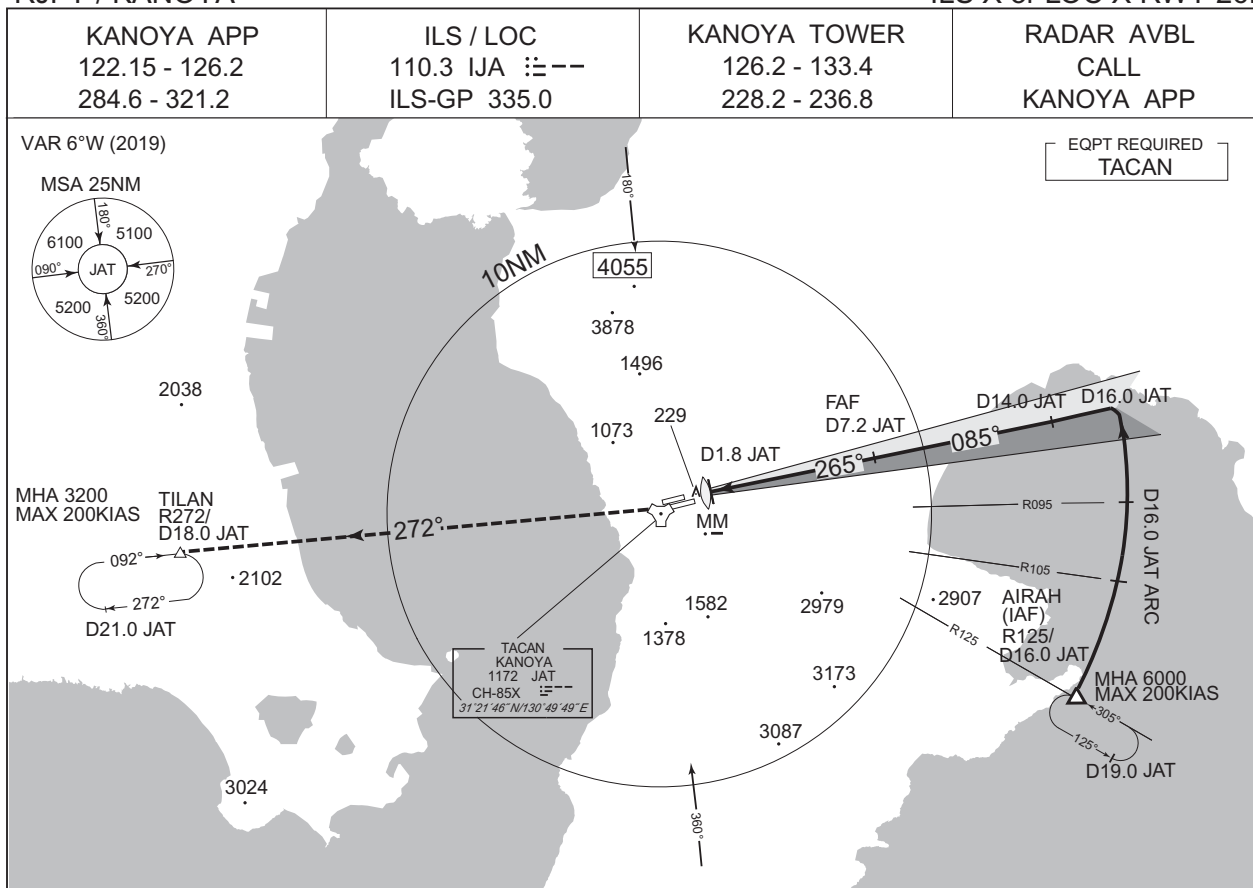 KANOYA APP
122.15 - 126.2
284.6 - 321.2
ILS / LOC
110.3 IJA
ILS-GP 335.0
KANOYA TOWER
126.2 - 133.4
228.2 - 236.8
RADAR AVBL
CALL
KANOYA APP
VAR 6°W (2019)
EQPT REQUIRED
TACAN
MSA 25NM
180°
6100
5100
090°
JAT
270°
5200
5200
360°
180°
10NM
4055
3878
1496
2038
229
1073
FAF
D7.2 JAT
D14.0 JAT
D16.0 JAT
D1.8 JAT
265°
085°
MHA 3200
MAX 200KIAS
TILAN
R272/
D18.0 JAT
272°
MM
R095
D16.0 JAT ARC
092°
272°
D21.0 JAT
2102
R105
1582
1378
2979
2907
AIRAH
(IAF)
R125/
D16.0 JAT
R125
TACAN
KANOYA
1172 JAT
CH-85X
31°21´46˝N/130°49´49˝E
3173
MHA 6000
MAX 200KIAS
305°
125°
D19.0 JAT
3087
3024
360°